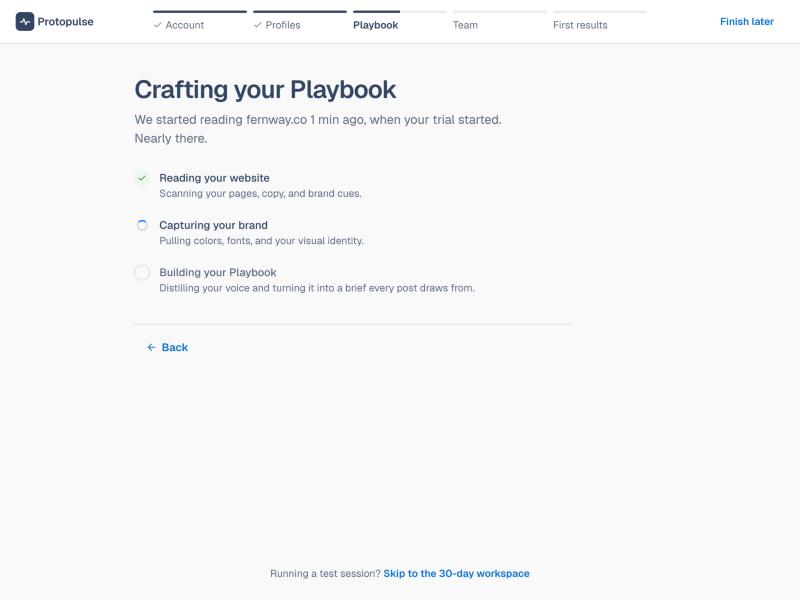 Protopulse
Account
Profiles
Playbook
Team
First results
Finish later
Crafting your Playbook
We started reading fernway.co 1 min ago, when your trial started.
Nearly there.
Reading your website
Scanning your pages, copy, and brand cues.
Capturing your brand
Pulling colors, fonts, and your visual identity.
Building your Playbook
Distilling your voice and turning it into a brief every post draws from.
Back
Running a test session? Skip to the 30-day workspace